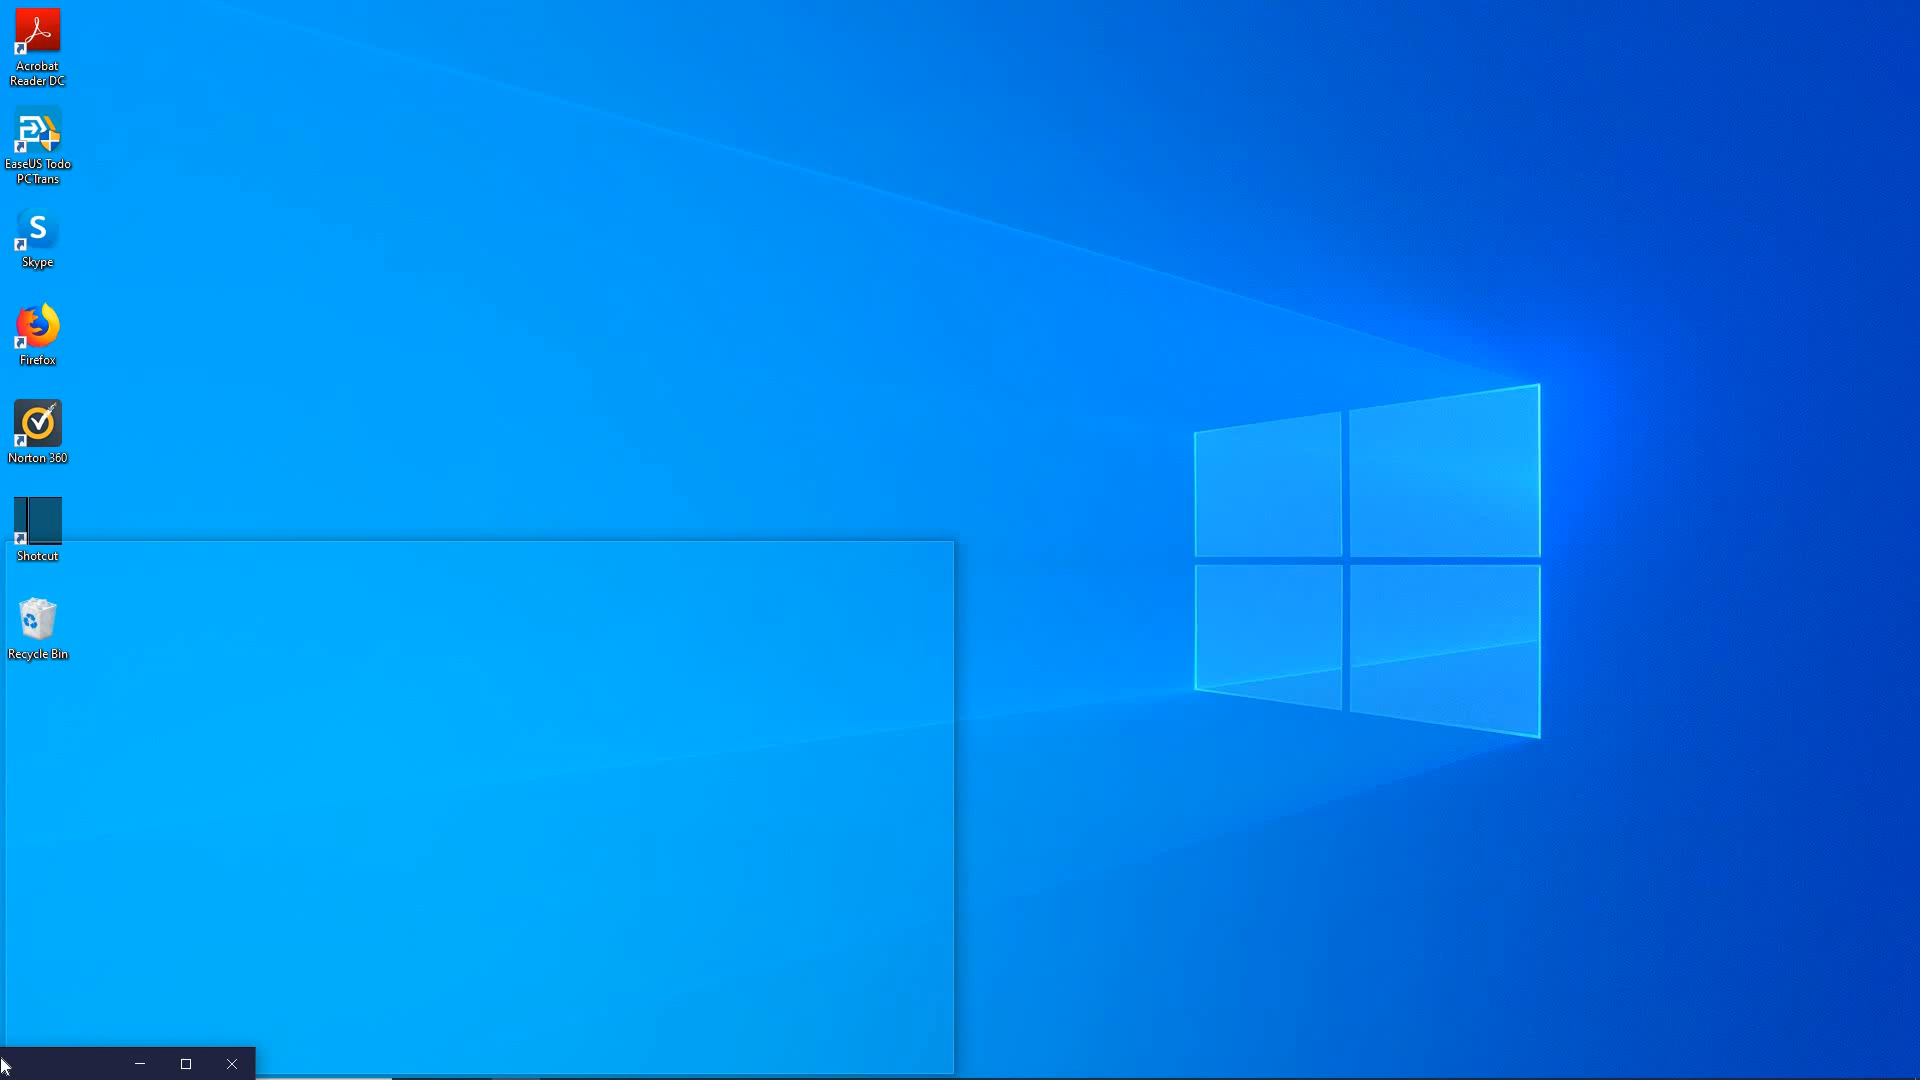 Acrobat
Reader DC
EaseUS Todo
PCTrans
S
Skype
Firefox
Norton 360
Shotcut
Recycle Bin